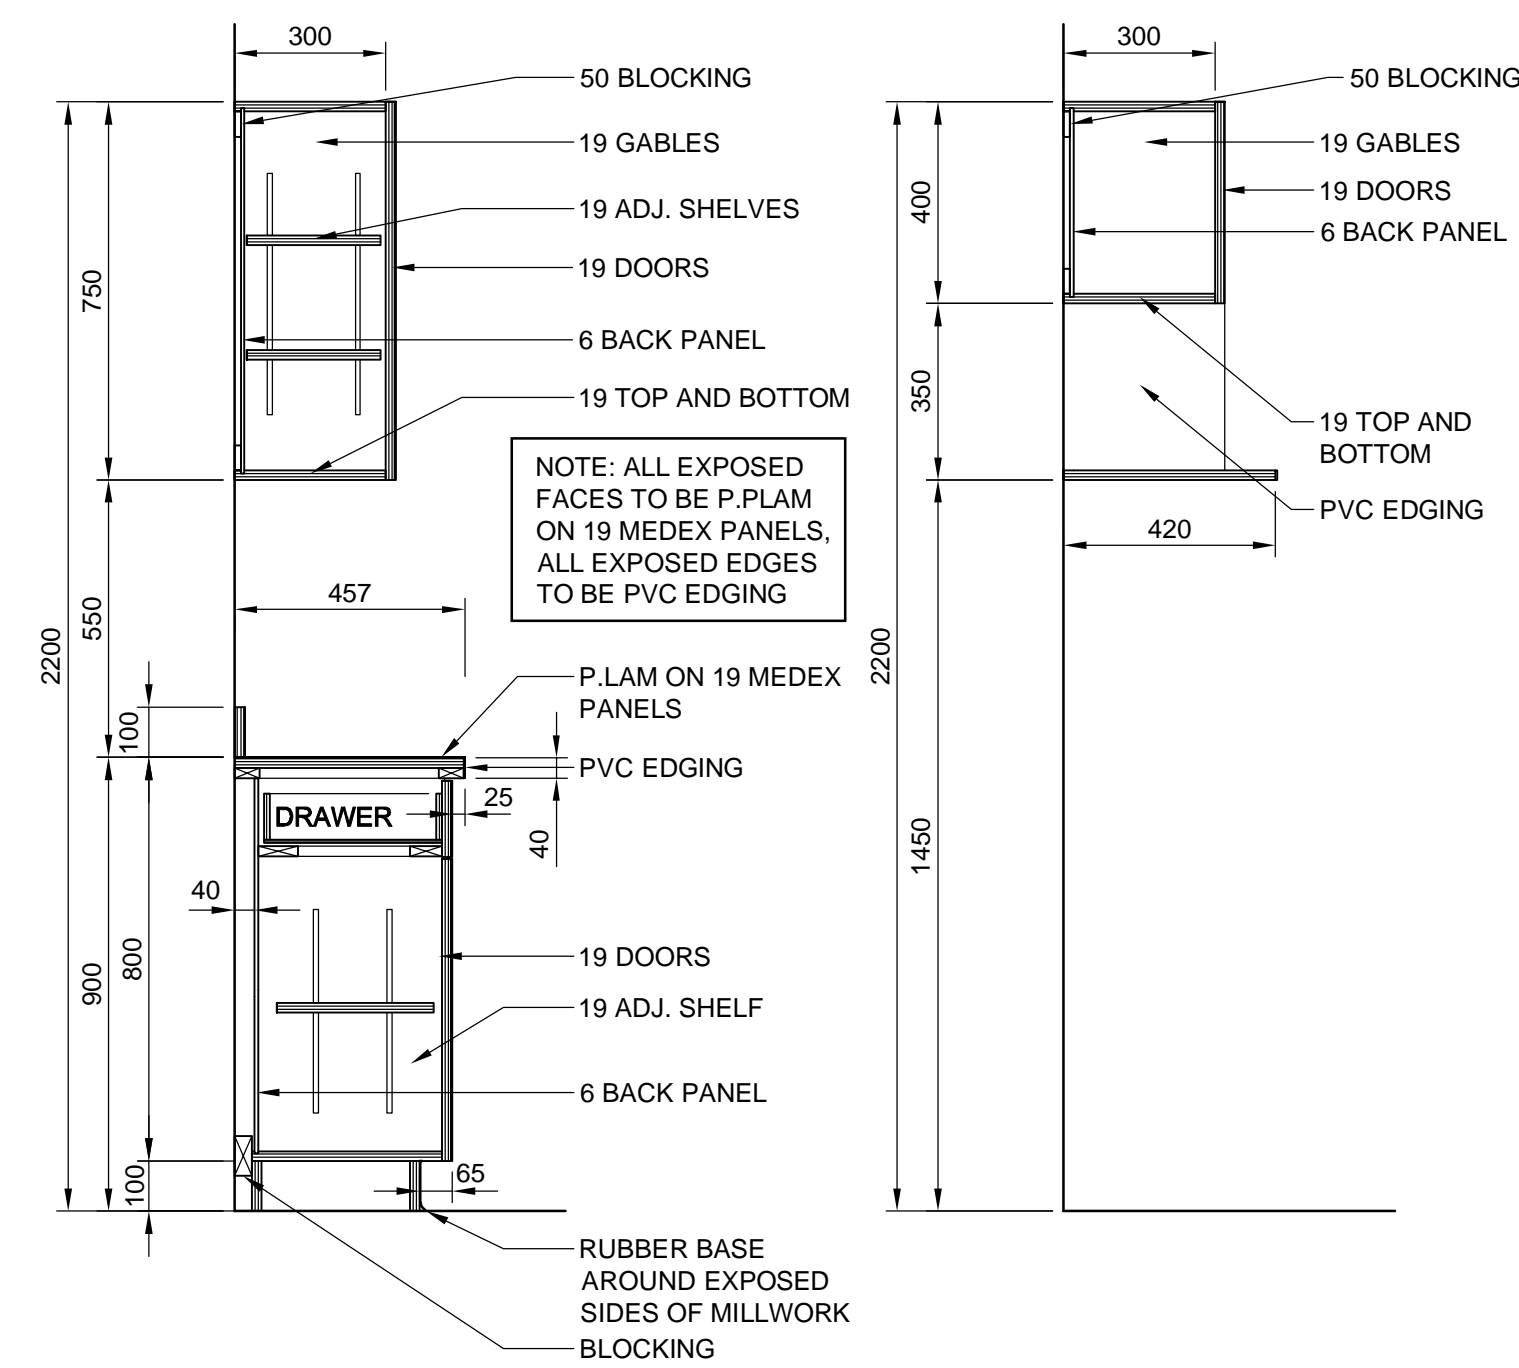 300
50 BLOCKING
19 GABLES
19 ADJ. SHELVES
19 DOORS
6 BACK PANEL
19 TOP AND BOTTOM
750
550
2200
NOTE: ALL EXPOSED
FACES TO BE P.PLAM
ON 19 MEDEX PANELS,
ALL EXPOSED EDGES
TO BE PVC EDGING
457
P.LAM ON 19 MEDEX
PANELS
100
PVC EDGING
25
DRAWER
40
40
900
800
19 DOORS
19 ADJ. SHELF
6 BACK PANEL
100
65
RUBBER BASE
AROUND EXPOSED
SIDES OF MILLWORK
BLOCKING
300
50 BLOCKING
19 GABLES
19 DOORS
6 BACK PANEL
400
350
19 TOP AND
BOTTOM
PVC EDGING
420
2200
1450